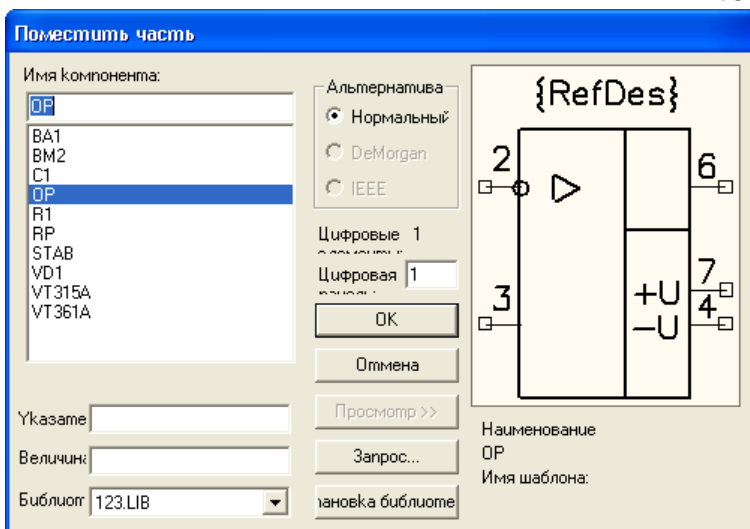 Поместить часть
Имя компонента:
OP
BA1
BM2
C1
OP
R1
RP
STAB
VD1
VT315A
VT361A
Альтернатива
Нормальный
DeMorgan
IEEE
Цифровые 1
Цифровая 1
OK
Отмена
Просмотр >>
Запрос...
тановка библиоте
Указате
Величина
Библиот 123.LIB
{RefDes}
2
6
3
7
+U
4
−U
Наименование
OP
Имя шаблона: